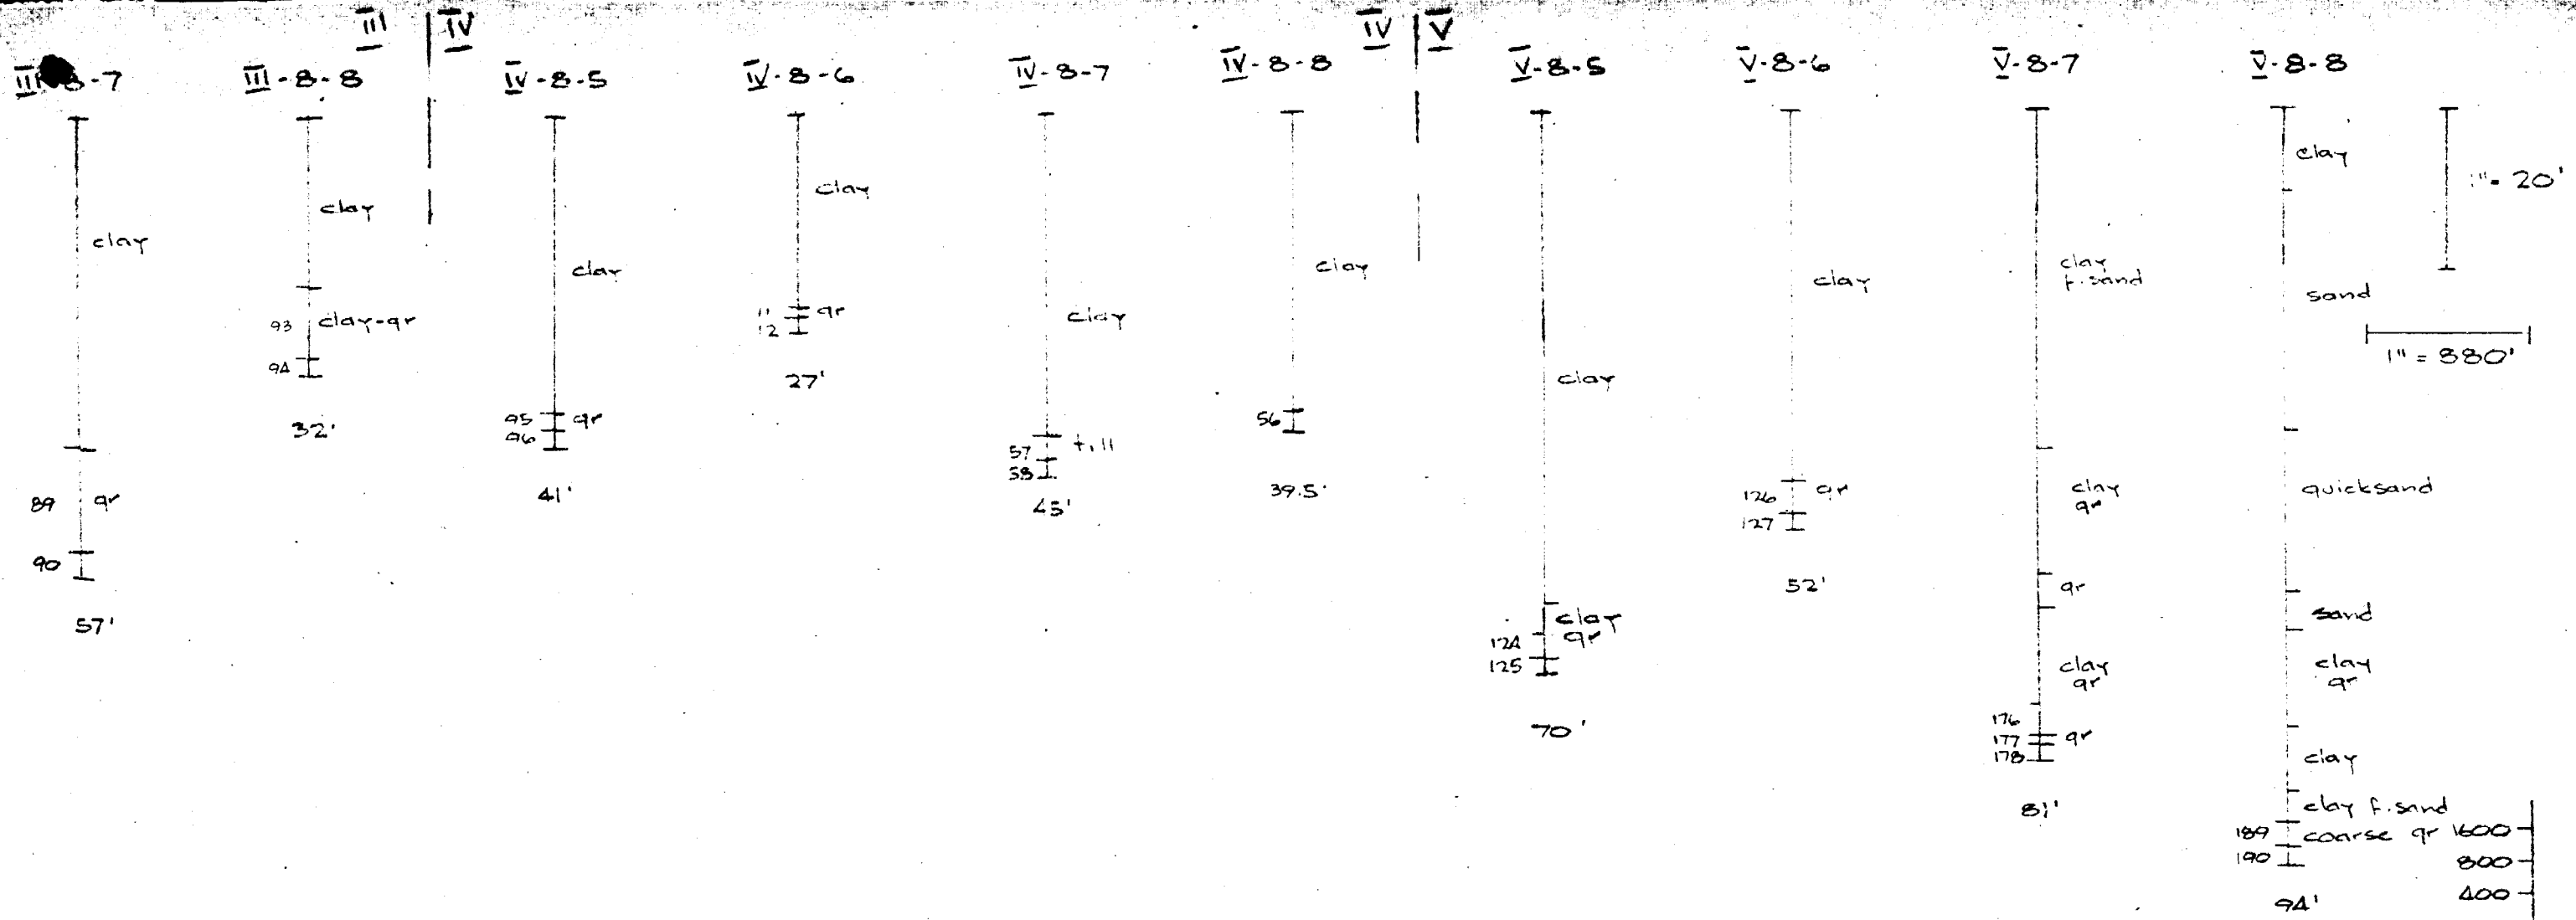 III | IV
IV | V
III-8-7
III-8-8
IV-8-5
IV-8-6
IV-8-7
IV-8-8
V-8-5
V-8-6
V-8-7
V-8-8
clay
89 gr
90
57'
clay
93 clay-gr
94
32'
clay
95 gr
96
41'
clay
11 gr
12
27'
clay
57 till
58
45'
clay
56
39.5'
clay
clay
gr
124
125
70'
clay
126 gr
127
52'
clay
f. sand
clay
gr
gr
clay
gr
176
177 gr
178
81'
clay
sand
quicksand
sand
clay
gr
clay
clay f. sand
189 coarse gr
190
94'
1" = 20'
1" = 880'
1600
800
400